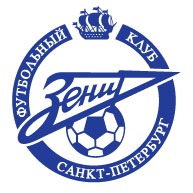 ФУТБОЛЬНЫЙ КЛУБ
Зенит
САНКТ-ПЕТЕРБУРГ